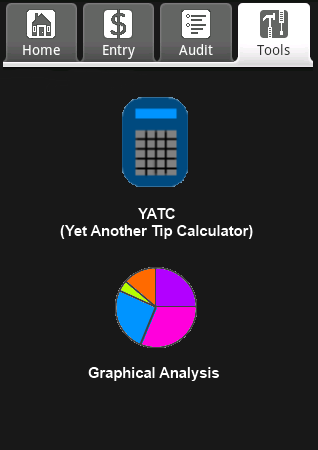 Home Entry Audit Tools
YATC
(Yet Another Tip Calculator)
Graphical Analysis